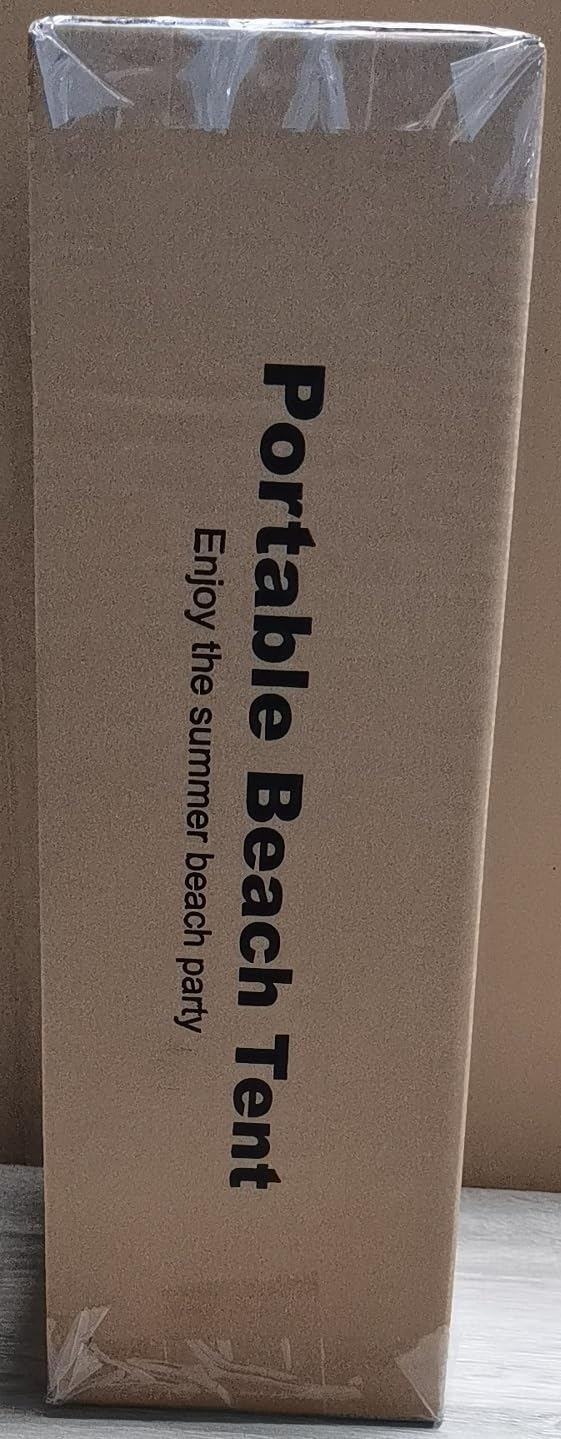 Portable Beach Tent
Enjoy the summer beach party